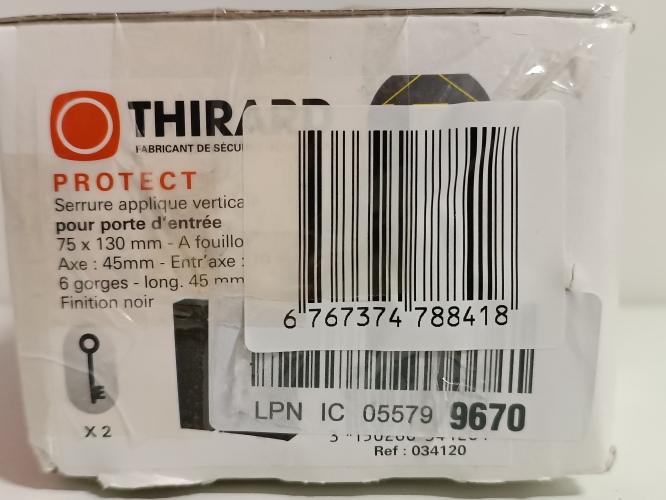 THIRARD
FABRICANT DE SÉCU
PROTECT
Serrure applique vertica
pour porte d'entrée
75 x 130 mm - A fouillo
Axe : 45mm - Entr'axe :
6 gorges - long. 45 mm
Finition noir
X 2
6 767374 788418
LPN IC 05579 9670
Ref : 034120